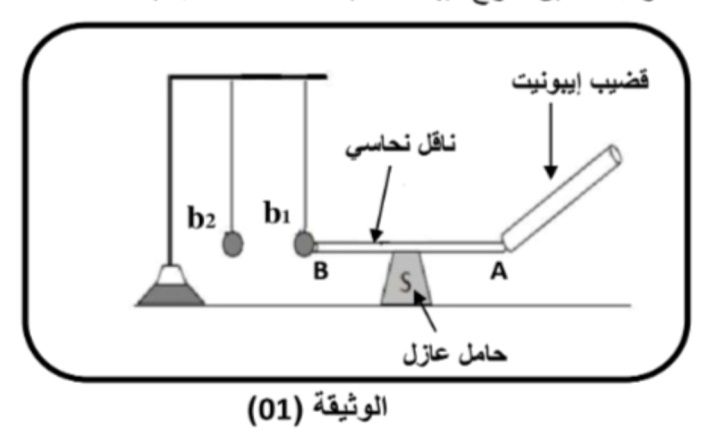 قضيب إيبونيت
ناقل نحاسي
b2
b1
B
A
S
حامل عازل
الوثيقة (01)